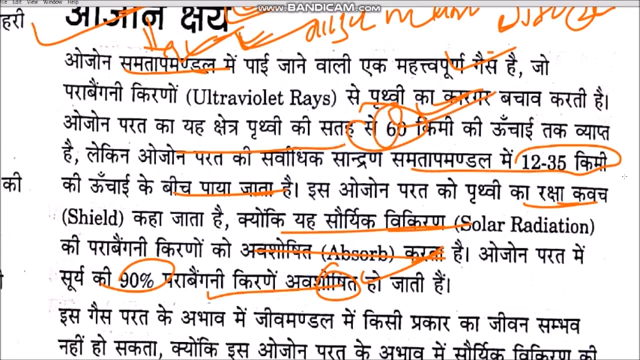 www.BANDICAM.com
हरी
ओजोन क्षय
ओजोन समतापमण्डल में पाई जाने वाली एक महत्त्वपूर्ण गैस है, जो
पराबैंगनी किरणों (Ultraviolet Rays) से पृथ्वी का कारगर बचाव करती है।
ओजोन परत का यह क्षेत्र पृथ्वी की सतह से 60 किमी की ऊँचाई तक व्याप्त
है, लेकिन ओजोन परत की सर्वाधिक सान्द्रण समतापमण्डल में 12-35 किमी
की की ऊँचाई के बीच पाया जाता है। इस ओजोन परत को पृथ्वी का रक्षा कवच
(Shield) कहा जाता है, क्योंकि यह सौर्यिक विकिरण (Solar Radiation)
की पराबैंगनी किरणों को अवशोषित (Absorb) करता है। ओजोन परत में
सूर्य की 90% पराबैंगनी किरणें अवशोषित हो जाती हैं।
इस गैस परत के अभाव में जीवमण्डल में किसी प्रकार का जीवन सम्भव
नहीं हो सकता, क्योंकि इस ओजोन परत के अभाव में सौर्यिक विकिरण की